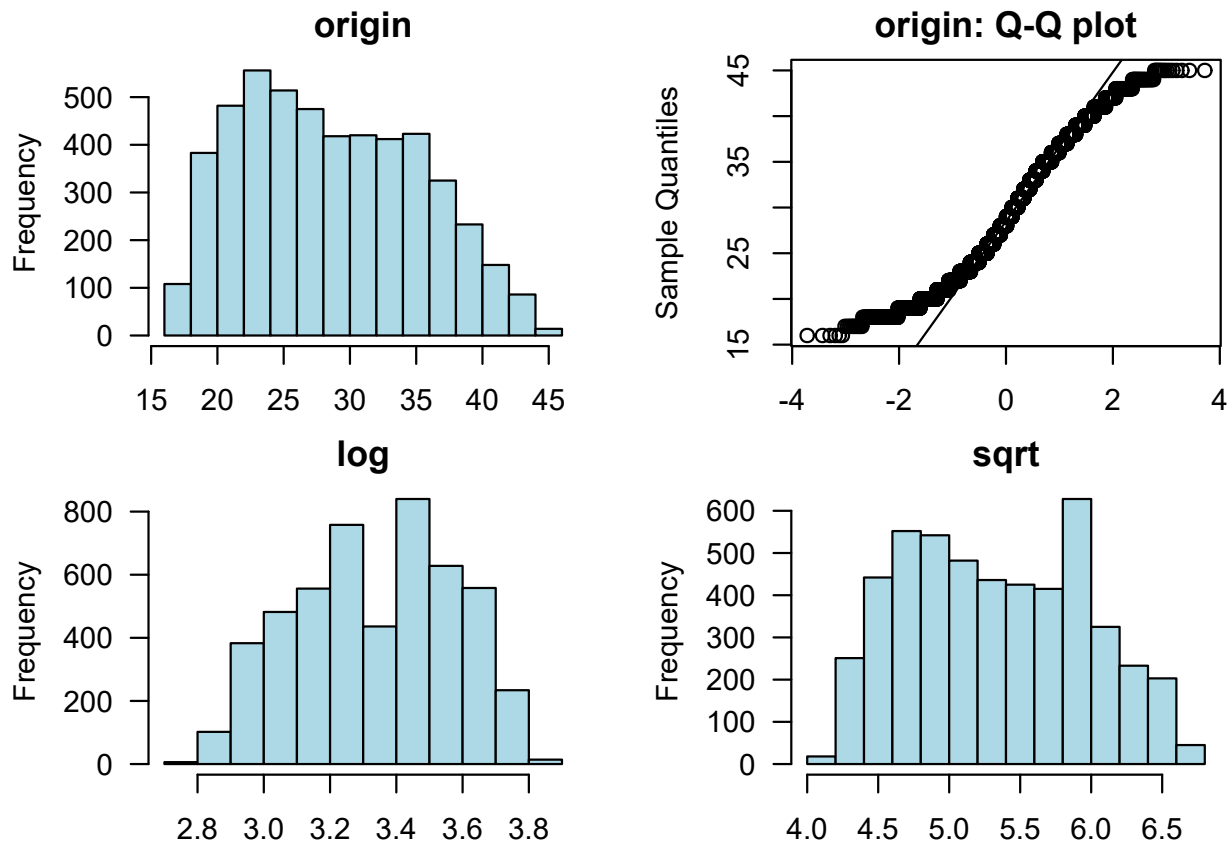 origin
Frequency
500
400
300
200
100
0
15 20 25 30 35 40 45
origin: Q-Q plot
Sample Quantiles
45
35
25
15
-4 -2 0 2 4
log
Frequency
800
600
400
200
0
2.8 3.0 3.2 3.4 3.6 3.8
sqrt
Frequency
600
500
400
300
200
100
0
4.0 4.5 5.0 5.5 6.0 6.5